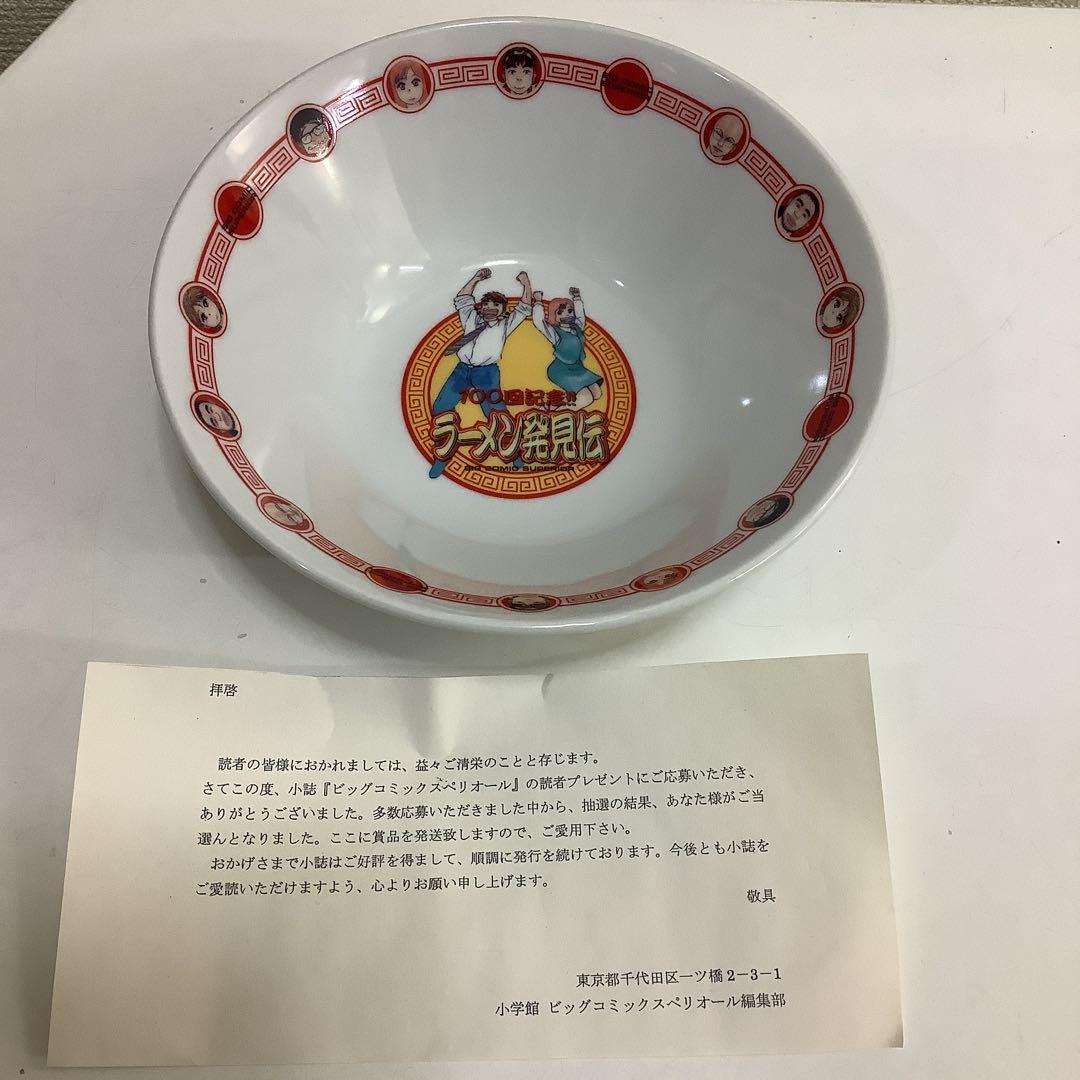 BIG COMIC
SUPERIOR
BIG COMIC
SUPERIOR
100回記念!!
ラーメン発見伝
BIG COMIC SUPERIOR
拝啓
読者の皆様におかれましては、益々ご清栄のことと存じます。
さてこの度、小誌『ビッグコミックスペリオール』の読者プレゼントにご応募いただき、
ありがとうございました。多数応募いただきました中から、抽選の結果、あなた様がご当
選んとなりました。ここに賞品を発送致しますので、ご愛用下さい。
おかげさまで小誌はご好評を得まして、順調に発行を続けております。今後とも小誌を
ご愛読いただけますよう、心よりお願い申し上げます。
敬具
東京都千代田区一ツ橋2-3-1
小学館 ビッグコミックスペリオール編集部